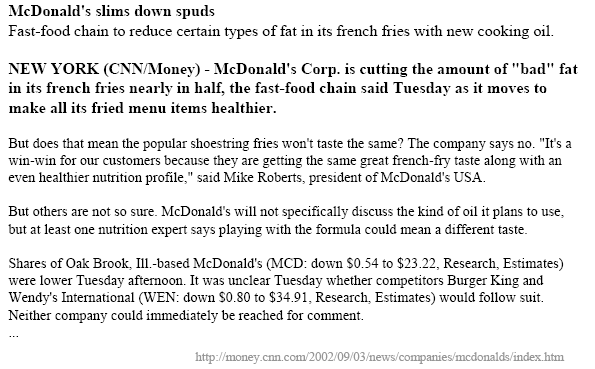 McDonald's slims down spuds
Fast-food chain to reduce certain types of fat in its french fries with new cooking oil.
NEW YORK (CNN/Money) - McDonald's Corp. is cutting the amount of "bad" fat
in its french fries nearly in half, the fast-food chain said Tuesday as it moves to
make all its fried menu items healthier.
But does that mean the popular shoestring fries won't taste the same? The company says no. "It's a
win-win for our customers because they are getting the same great french-fry taste along with an
even healthier nutrition profile," said Mike Roberts, president of McDonald's USA.
But others are not so sure. McDonald's will not specifically discuss the kind of oil it plans to use,
but at least one nutrition expert says playing with the formula could mean a different taste.
Shares of Oak Brook, Ill.-based McDonald's (MCD: down $0.54 to $23.22, Research, Estimates)
were lower Tuesday afternoon. It was unclear Tuesday whether competitors Burger King and
Wendy's International (WEN: down $0.80 to $34.91, Research, Estimates) would follow suit.
Neither company could immediately be reached for comment.
...
http://money.cnn.com/2002/09/03/news/companies/mcdonalds/index.htm